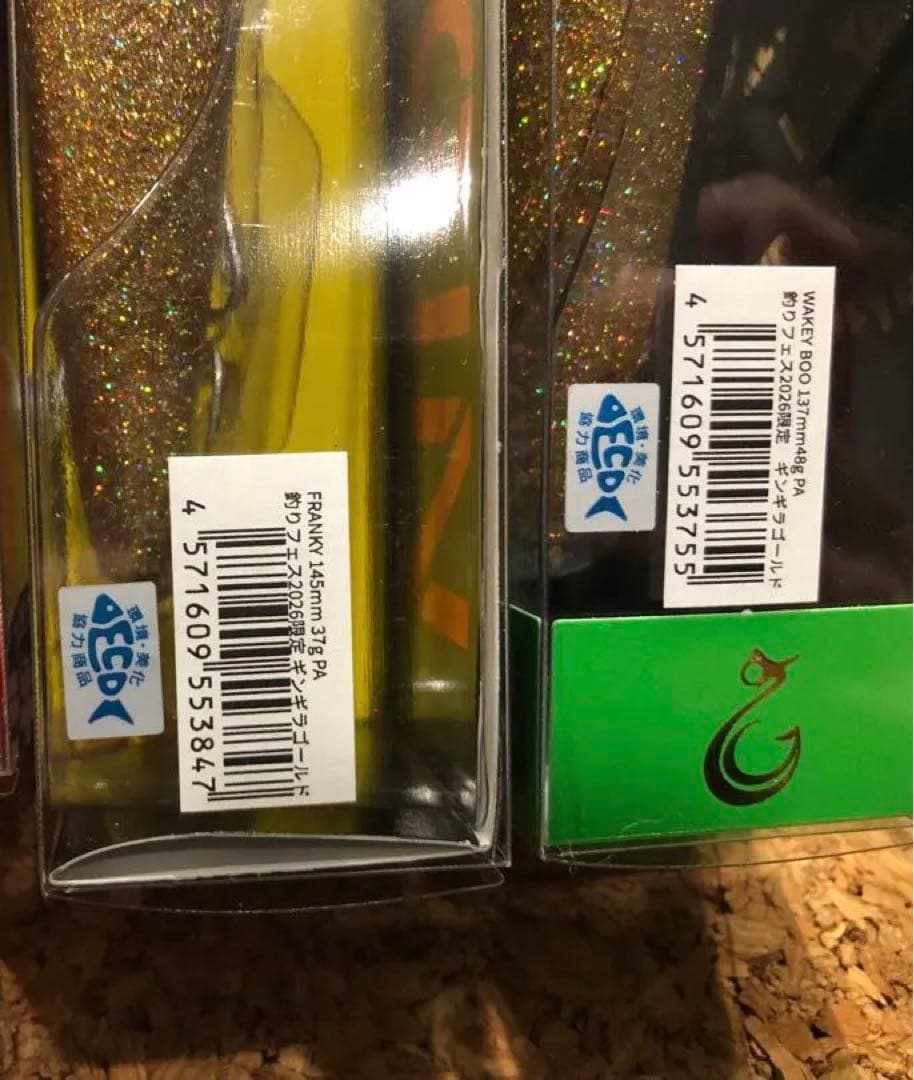 FRANKY 145mm 37g PA
釣りフェス2026限定 ギンギラゴールド
4 571609 553847
環境・美化
ECO
協力商品
WAKEY BOO 137mm48g PA
釣りフェス2026限定 ギンギラゴールド
4 571609 553755
環境・美化
ECO
協力商品